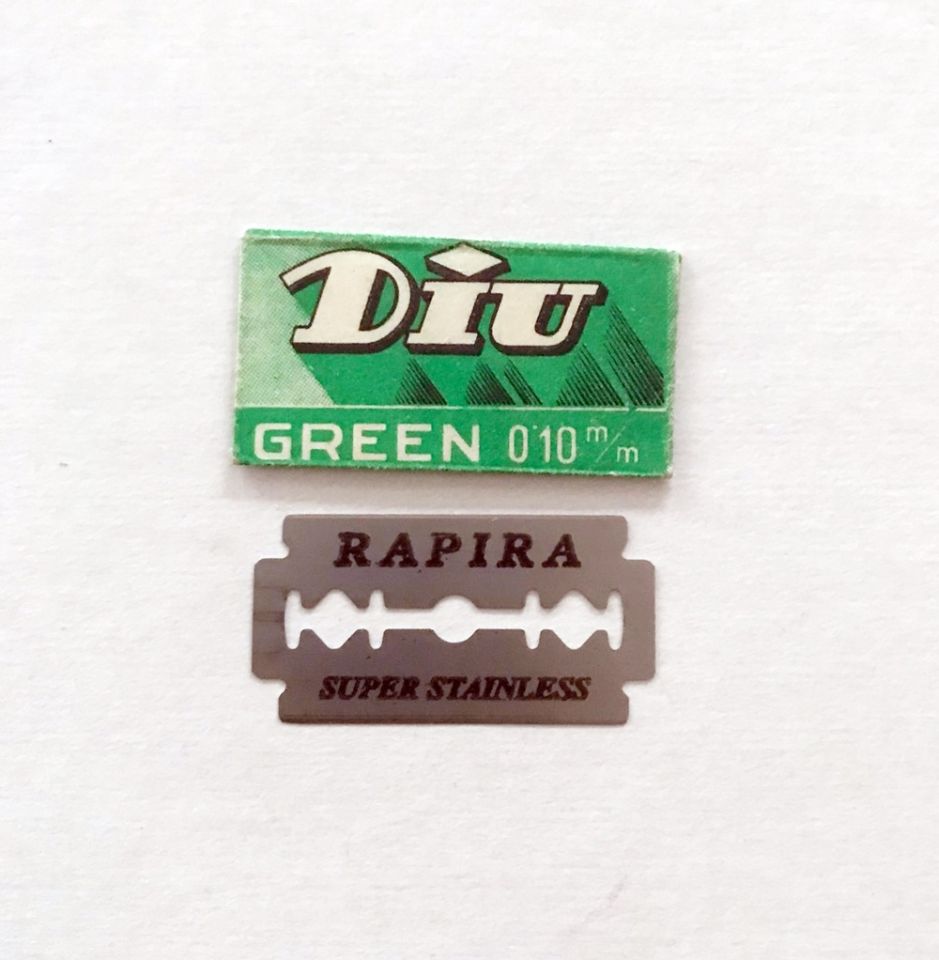 DiU
GREEN 0'10 m/m
RAPIRA
SUPER STAINLESS